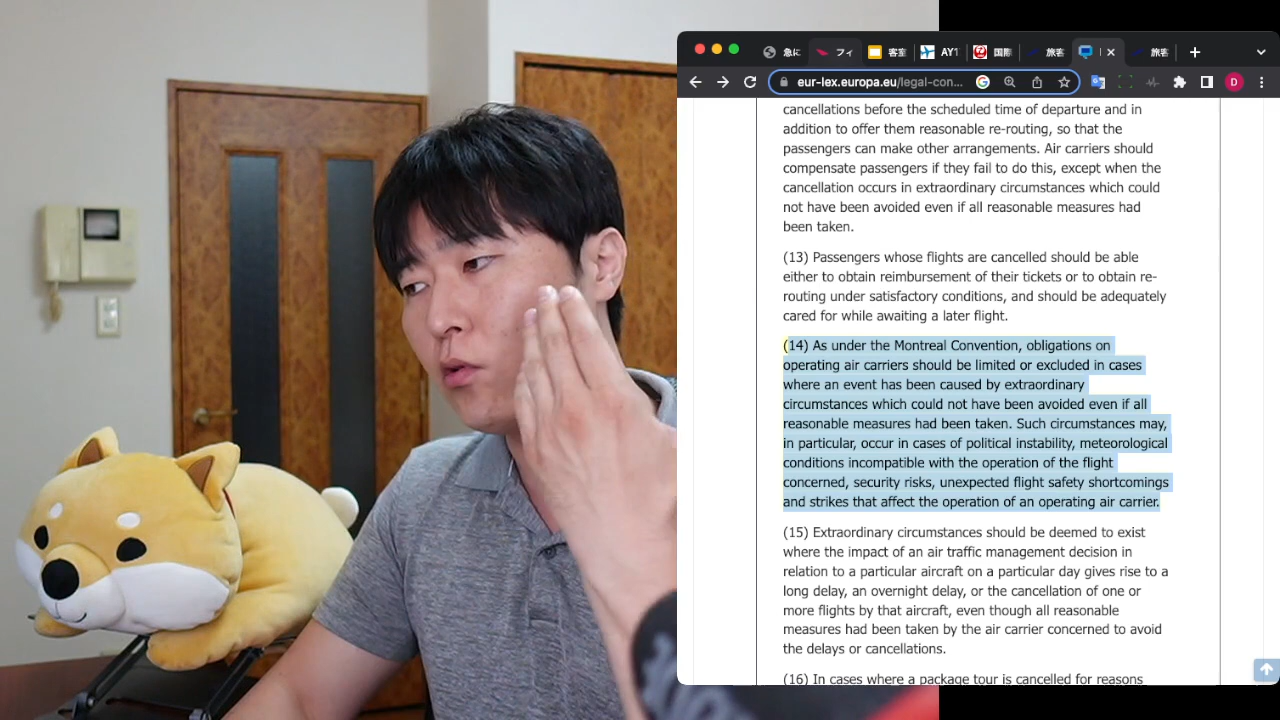 急に
フィ
客室
AY1
国際
旅客
旅客
eur-lex.europa.eu/legal-con...
D
cancellations before the scheduled time of departure and in
addition to offer them reasonable re-routing, so that the
passengers can make other arrangements. Air carriers should
compensate passengers if they fail to do this, except when the
cancellation occurs in extraordinary circumstances which could
not have been avoided even if all reasonable measures had
been taken.
(13) Passengers whose flights are cancelled should be able
either to obtain reimbursement of their tickets or to obtain re-
routing under satisfactory conditions, and should be adequately
cared for while awaiting a later flight.
(14) As under the Montreal Convention, obligations on
operating air carriers should be limited or excluded in cases
where an event has been caused by extraordinary
circumstances which could not have been avoided even if all
reasonable measures had been taken. Such circumstances may,
in particular, occur in cases of political instability, meteorological
conditions incompatible with the operation of the flight
concerned, security risks, unexpected flight safety shortcomings
and strikes that affect the operation of an operating air carrier.
(15) Extraordinary circumstances should be deemed to exist
where the impact of an air traffic management decision in
relation to a particular aircraft on a particular day gives rise to a
long delay, an overnight delay, or the cancellation of one or
more flights by that aircraft, even though all reasonable
measures had been taken by the air carrier concerned to avoid
the delays or cancellations.
(16) In cases where a package tour is cancelled for reasons